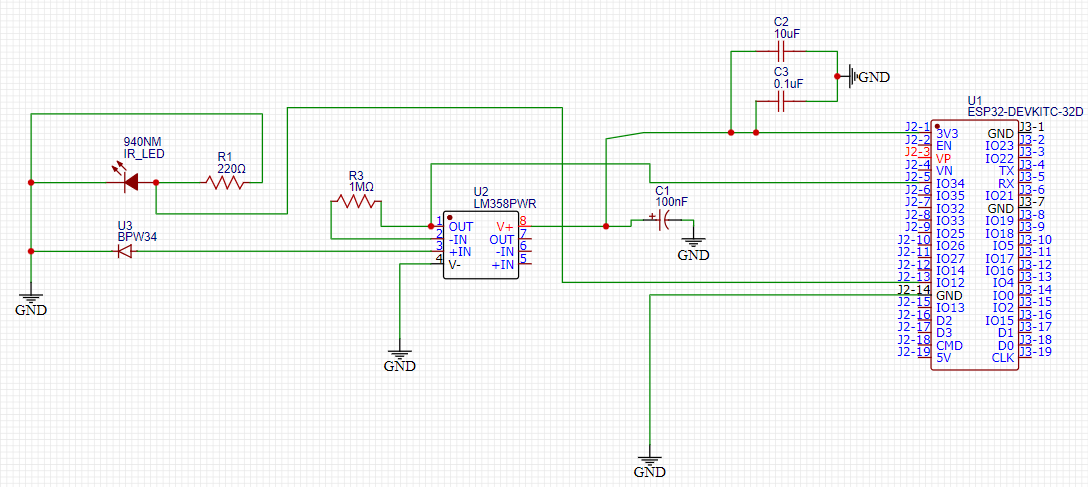 C2
10uF
C3
0.1uF
GND
U1
ESP32-DEVKITC-32D
940NM
IR_LED
R1
220Ω
R3
1MΩ
U2
LM358PWR
C1
100nF
GND
U3
BPW34
GND
GND
GND
1 OUT V+ 8
2 -IN OUT 7
3 +IN -IN 6
4 V- +IN 5
+
J2-1 3V3 GND J3-1
J2-2 EN IO23 J3-2
J2-3 VP IO22 J3-3
J2-4 VN TX J3-4
J2-5 IO34 RX J3-5
J2-6 IO35 IO21 J3-6
J2-7 IO32 GND J3-7
J2-8 IO33 IO19 J3-8
J2-9 IO25 IO18 J3-9
J2-10 IO26 IO5 J3-10
J2-11 IO27 IO17 J3-11
J2-12 IO14 IO16 J3-12
J2-13 IO12 IO4 J3-13
J2-14 GND IO0 J3-14
J2-15 IO13 IO2 J3-15
J2-16 D2 IO15 J3-16
J2-17 D3 D1 J3-17
J2-18 CMD D0 J3-18
J2-19 5V CLK J3-19